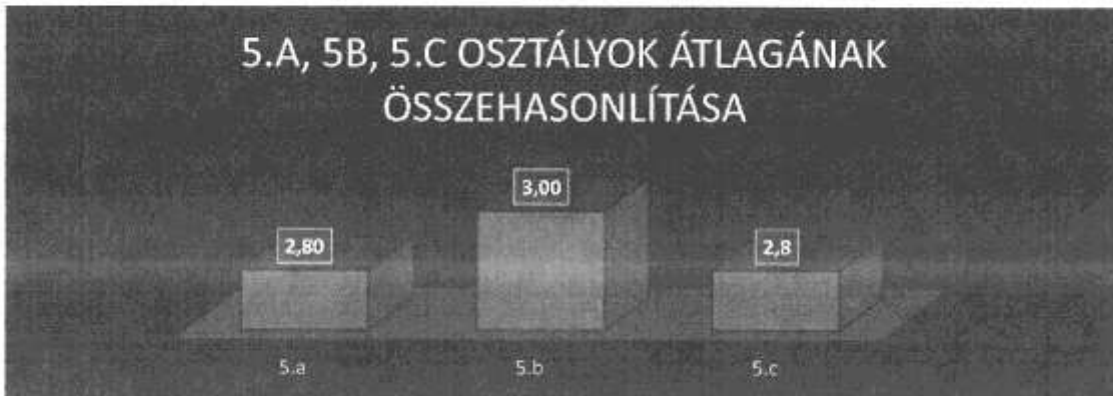 5.A, 5B, 5.C OSZTÁLYOK ÁTLAGÁNAK
ÖSSZEHASONLÍTÁSA
3,00
2,80
2,8
5.a
5.b
5.c